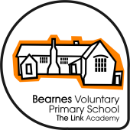 Bearnes Voluntary
Primary School
The Link Academy